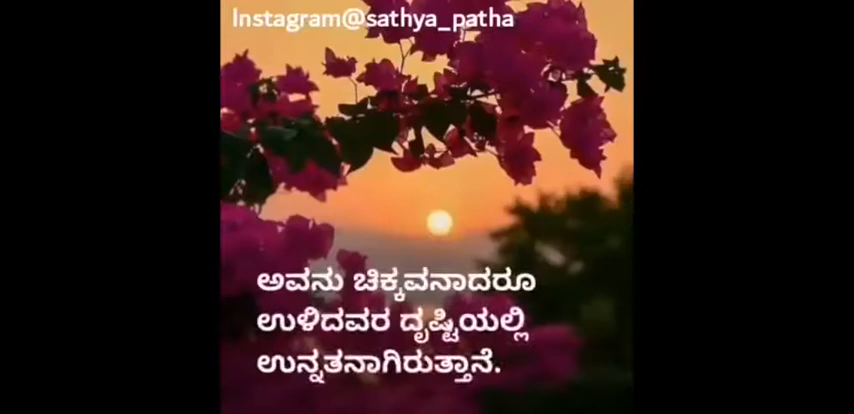 Instagram@sathya_patha
ಅವನು ಚಿಕ್ಕವನಾದರೂ
ಉಳಿದವರ ದೃಷ್ಟಿಯಲ್ಲಿ
ಉನ್ನತನಾಗಿರುತ್ತಾನೆ.